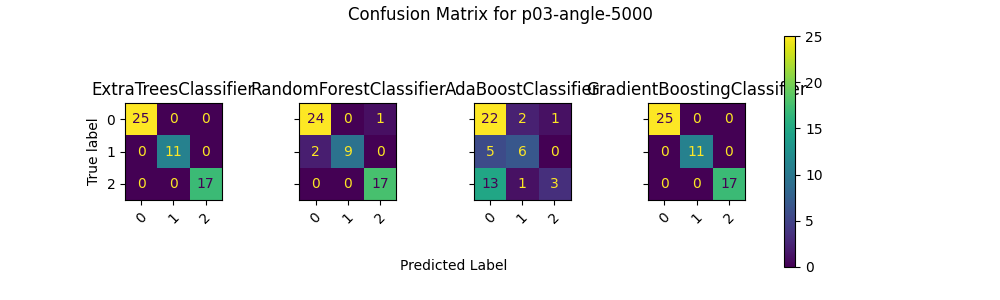 Confusion Matrix for p03-angle-5000
ExtraTreesClassifier RandomForestClassifier AdaBoostClassifier GradientBoostingClassifier
True label
0 25 0 0 24 0 1 22 2 1 25 0 0
1 0 11 0 2 9 0 5 6 0 0 11 0
2 0 0 17 0 0 17 13 1 3 0 0 17
0 1 2 0 1 2 0 1 2 0 1 2
Predicted Label
25
20
15
10
5
0